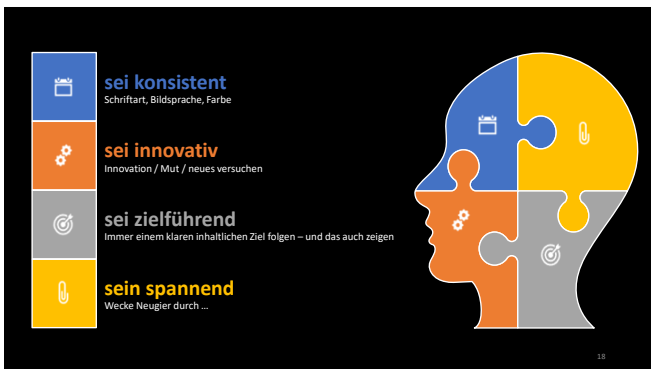 sei konsistent
Schriftart, Bildsprache, Farbe
sei innovativ
Innovation / Mut / neues versuchen
sei zielführend
Immer einem klaren inhaltlichen Ziel folgen – und das auch zeigen
sein spannend
Wecke Neugier durch ...
18